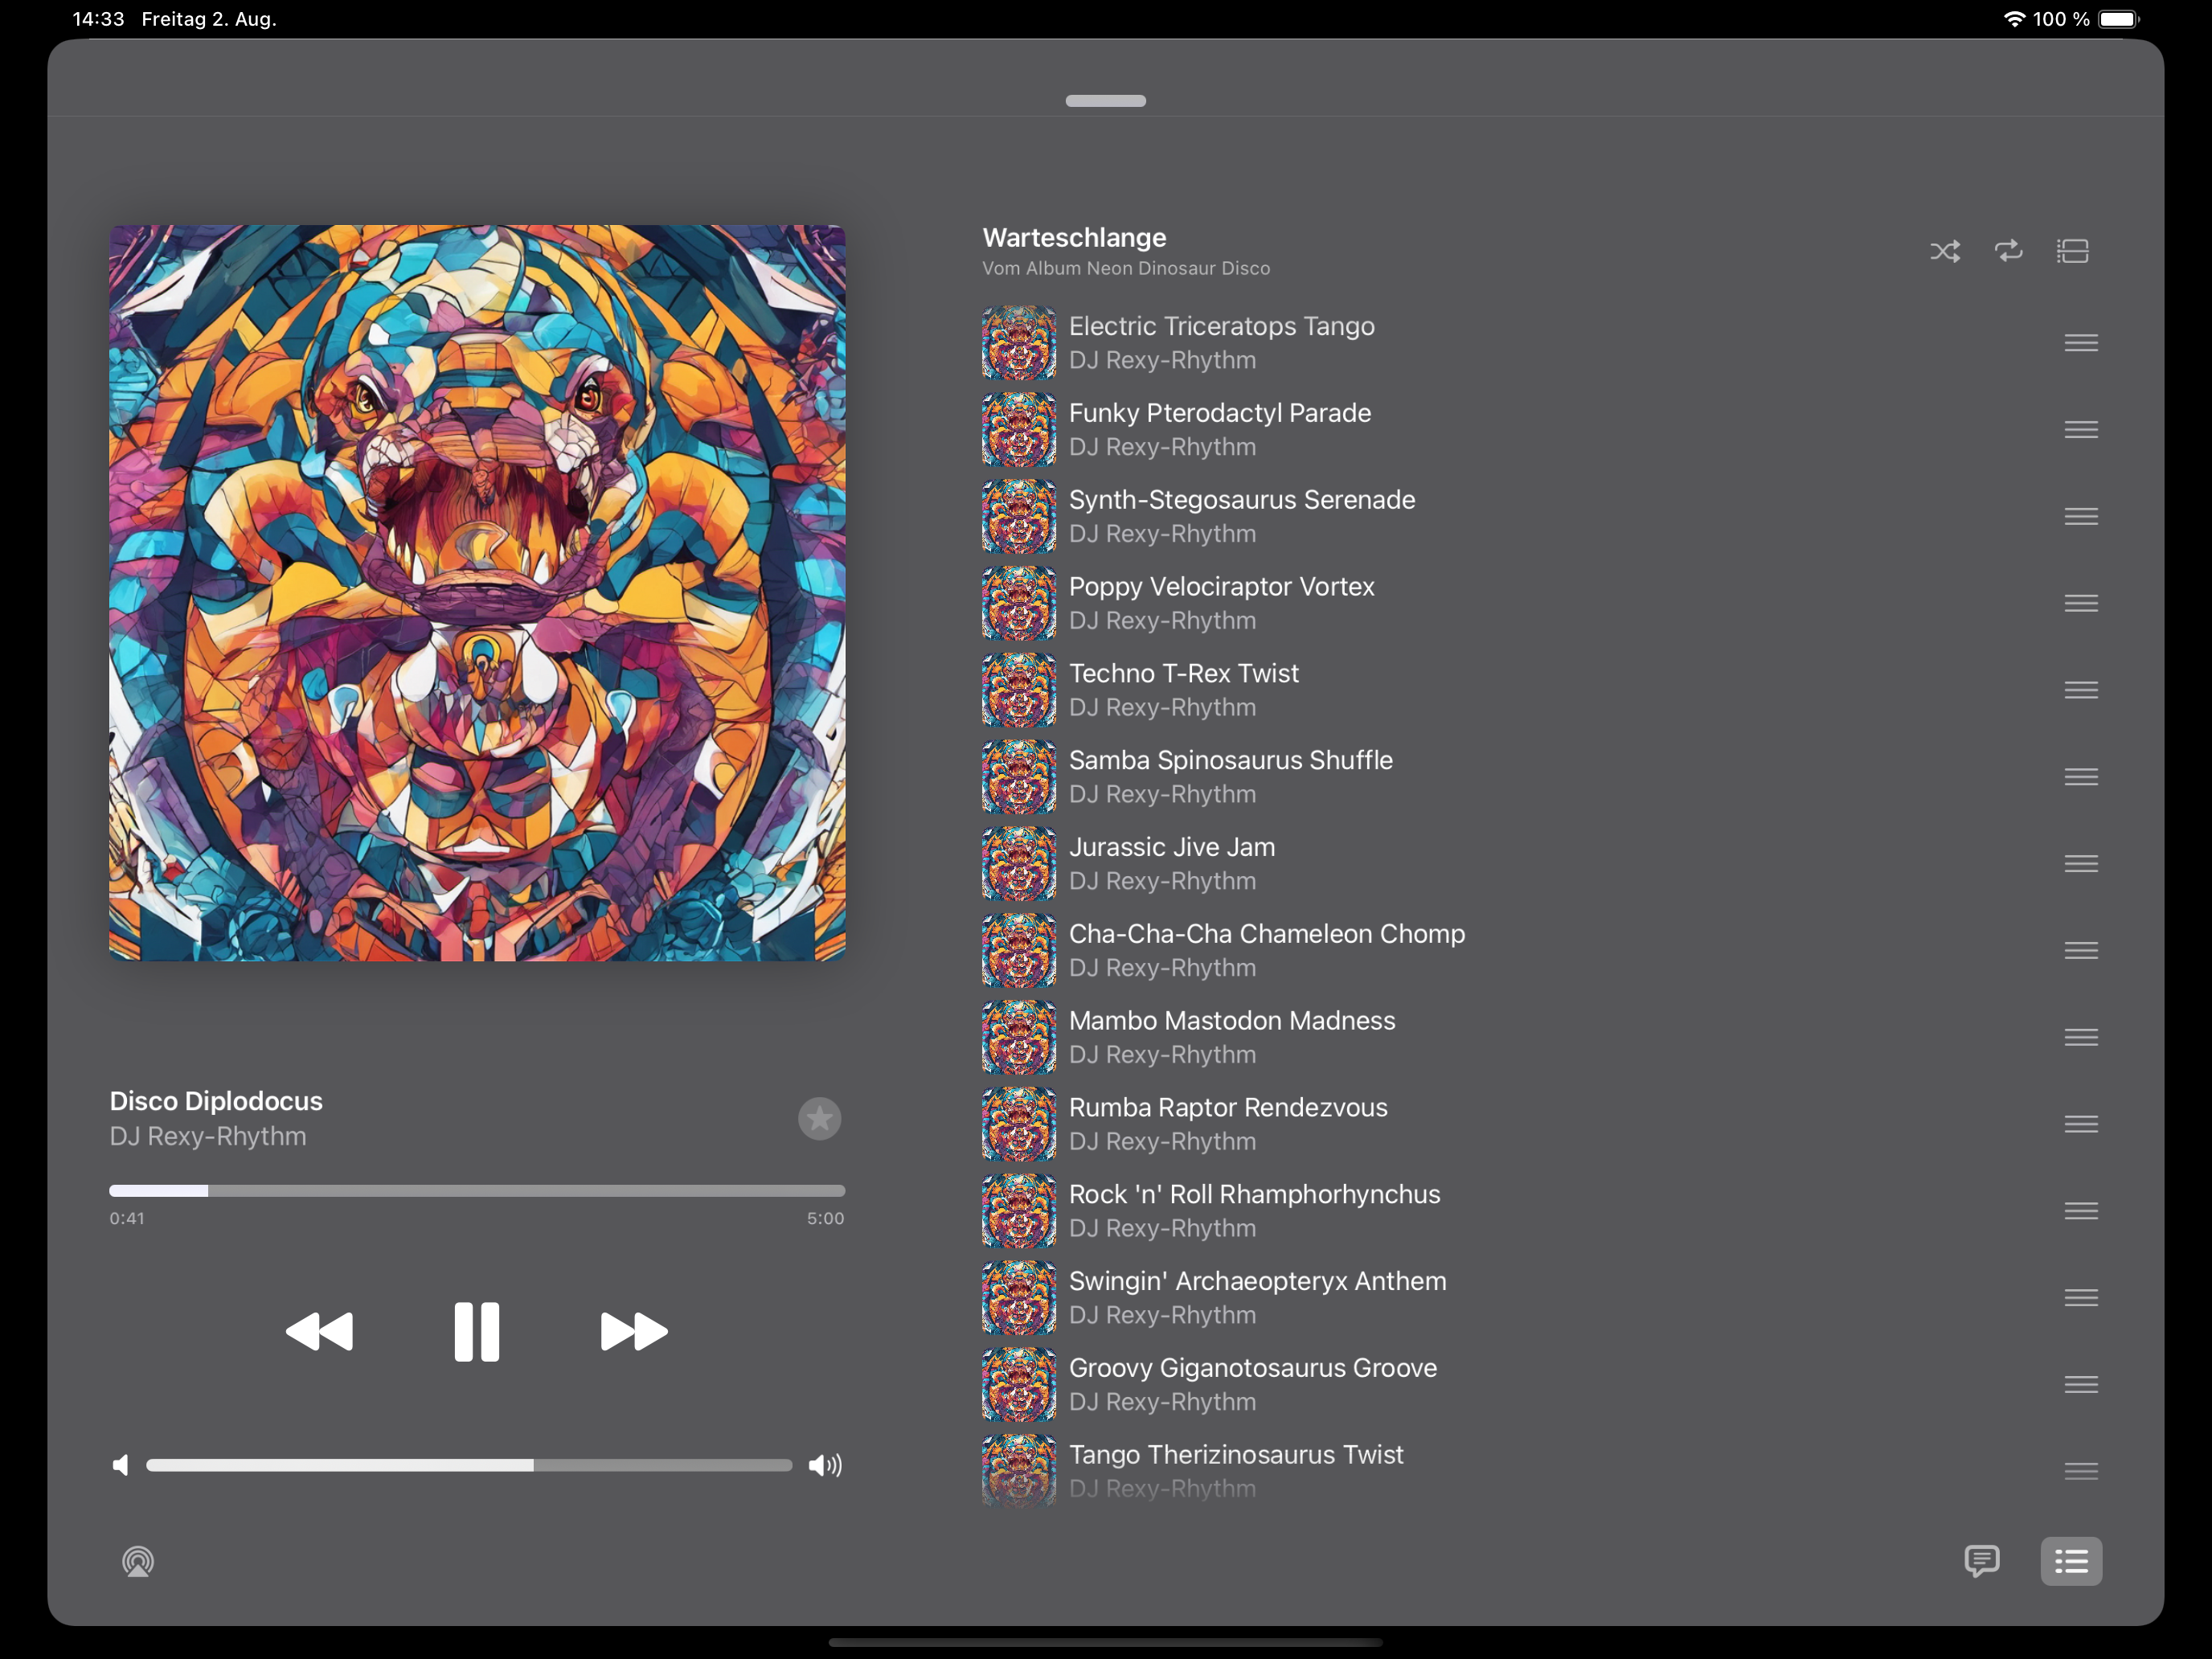 14:33 Freitag 2. Aug.
100 %
Disco Diplodocus
DJ Rexy-Rhythm
0:41
5:00
Warteschlange
Vom Album Neon Dinosaur Disco
Electric Triceratops Tango
DJ Rexy-Rhythm
Funky Pterodactyl Parade
DJ Rexy-Rhythm
Synth-Stegosaurus Serenade
DJ Rexy-Rhythm
Poppy Velociraptor Vortex
DJ Rexy-Rhythm
Techno T-Rex Twist
DJ Rexy-Rhythm
Samba Spinosaurus Shuffle
DJ Rexy-Rhythm
Jurassic Jive Jam
DJ Rexy-Rhythm
Cha-Cha-Cha Chameleon Chomp
DJ Rexy-Rhythm
Mambo Mastodon Madness
DJ Rexy-Rhythm
Rumba Raptor Rendezvous
DJ Rexy-Rhythm
Rock 'n' Roll Rhamphorhynchus
DJ Rexy-Rhythm
Swingin' Archaeopteryx Anthem
DJ Rexy-Rhythm
Groovy Giganotosaurus Groove
DJ Rexy-Rhythm
Tango Therizinosaurus Twist
DJ Rexy-Rhythm